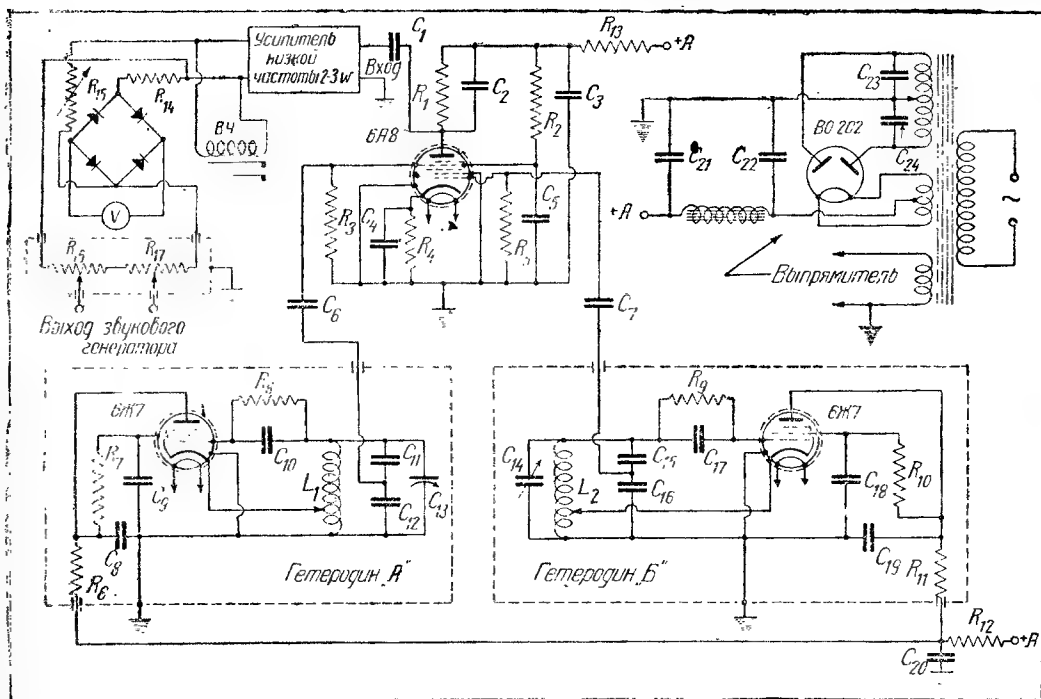 Усилитель
низкой
частоты 2-3w
Вход
C1
R13
+А
R15
R14
ВЧ
R1
C2
R2
C3
6А8
V
R3
C4
R4
C5
R5
R17
Выход звукового
генератора
C6
C7
C23
ВО 202
C24
C21
C22
+А
~
Выпрямитель
6Ж7
R7
C9
C10
L1
C11
C12
C13
C8
R6
Гетеродин „А"
R9
6Ж7
C14
L2
C15
C16
C17
C18
R10
C19
R11
Гетеродин „Б"
R12
+А
C20